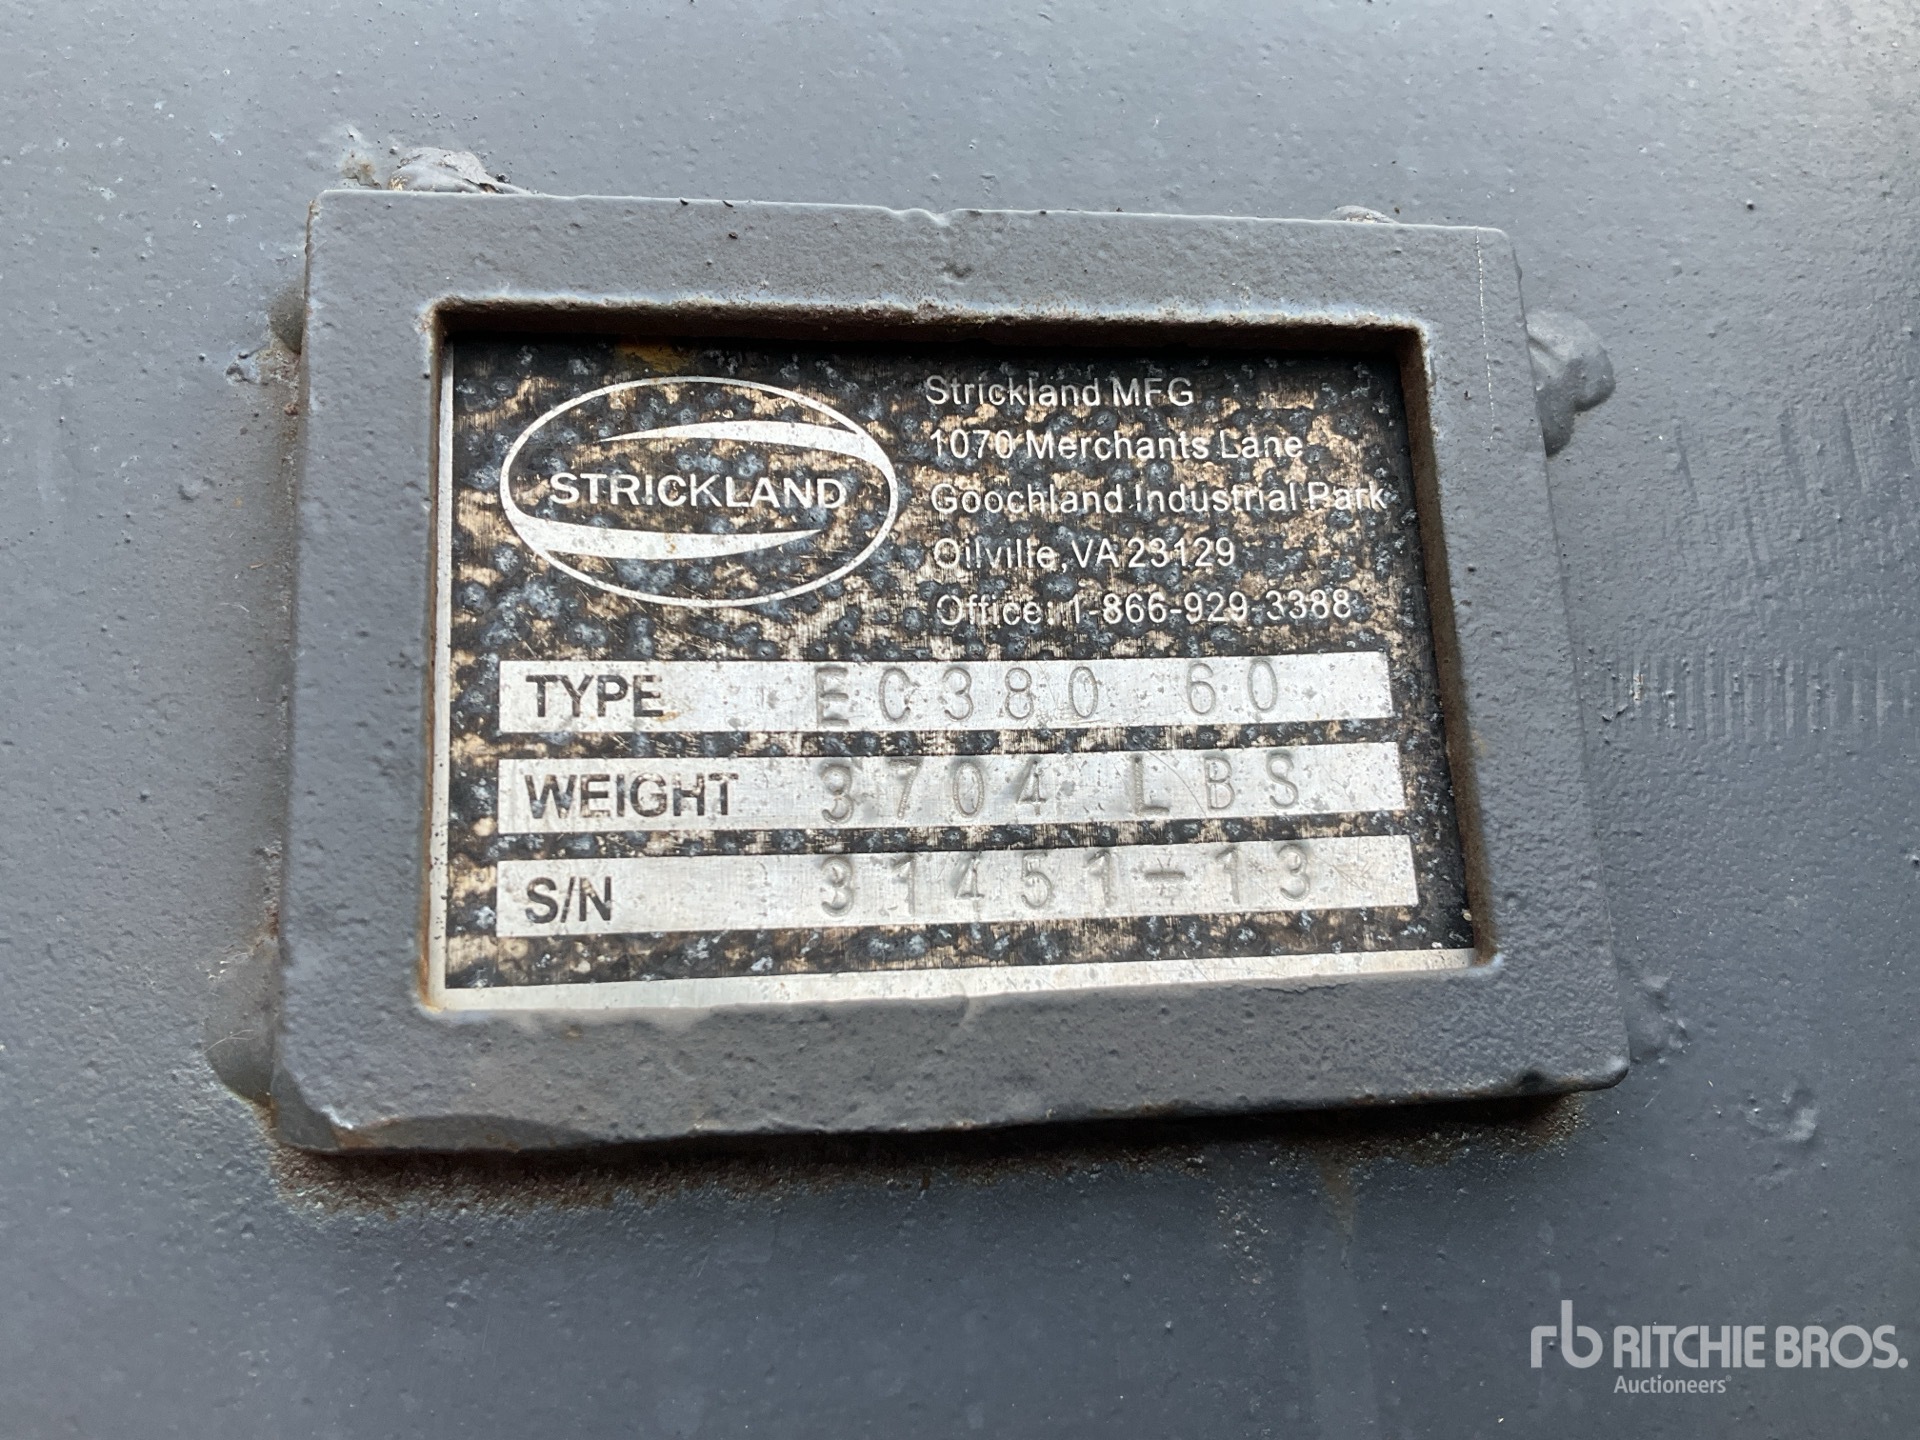 STRICKLAND
Strickland MFG
1070 Merchants Lane
Goochland Industrial Park
Oilville, VA 23129
Office: 1-866-929-3388
TYPE EC380 60
WEIGHT 3704 LBS
S/N 31451-13
rb RITCHIE BROS.
Auctioneers